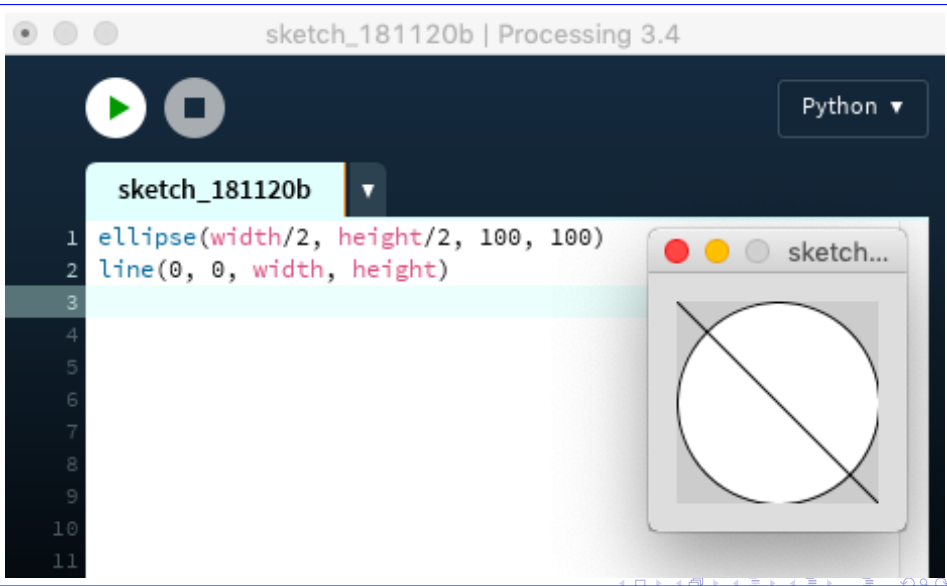 sketch_181120b | Processing 3.4
Python ▼
sketch_181120b ▼
1 ellipse(width/2, height/2, 100, 100)
2 line(0, 0, width, height)
3
4
5
6
7
8
9
10
11
sketch...